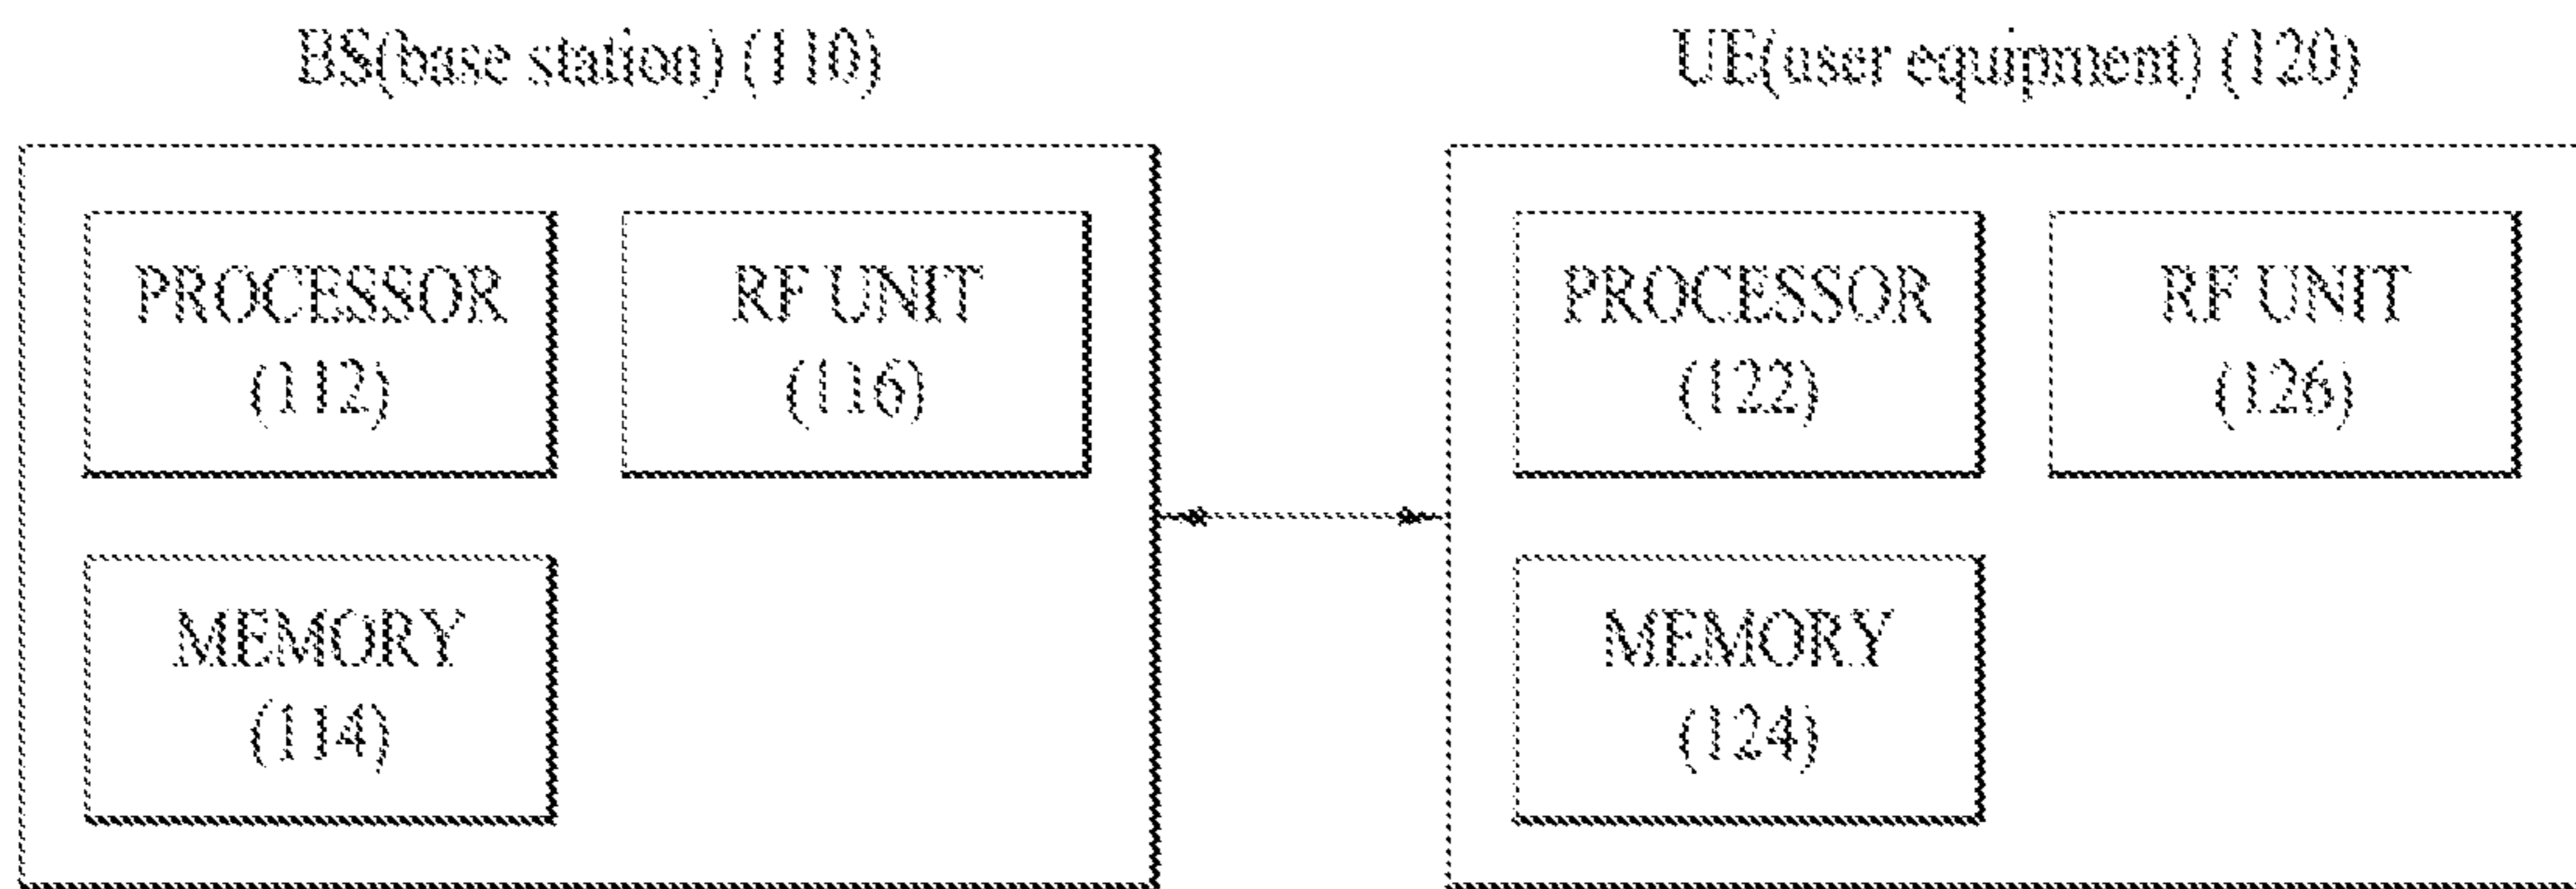 BS(base station) (110)
PROCESSOR
(112)
RF UNIT
(116)
MEMORY
(114)
UE(user equipment) (120)
PROCESSOR
(122)
RF UNIT
(126)
MEMORY
(124)